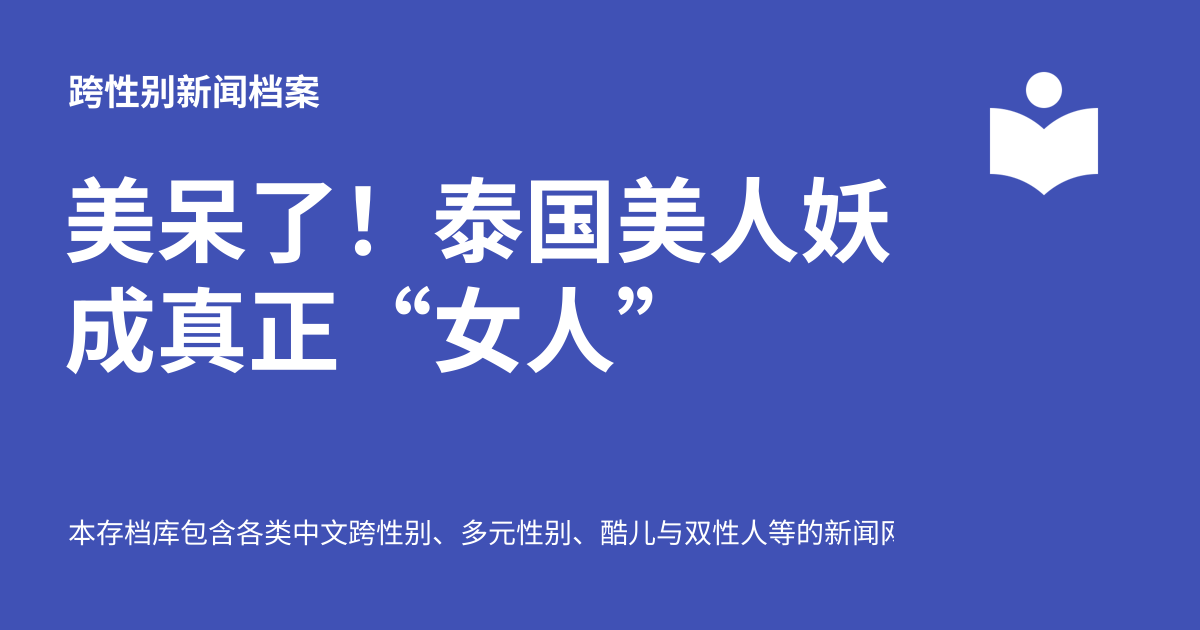 跨性别新闻档案
美呆了！泰国美人妖
成真正“女人”
本存档库包含各类中文跨性别、多元性别、酷儿与双性人等的新闻